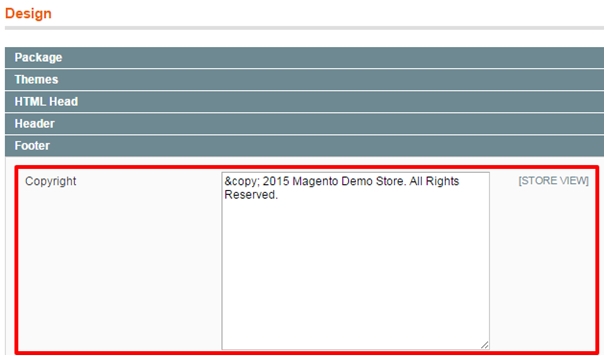 Design
Package
Themes
HTML Head
Header
Footer
Copyright
&copy; 2015 Magento Demo Store. All Rights
Reserved.
[STORE VIEW]